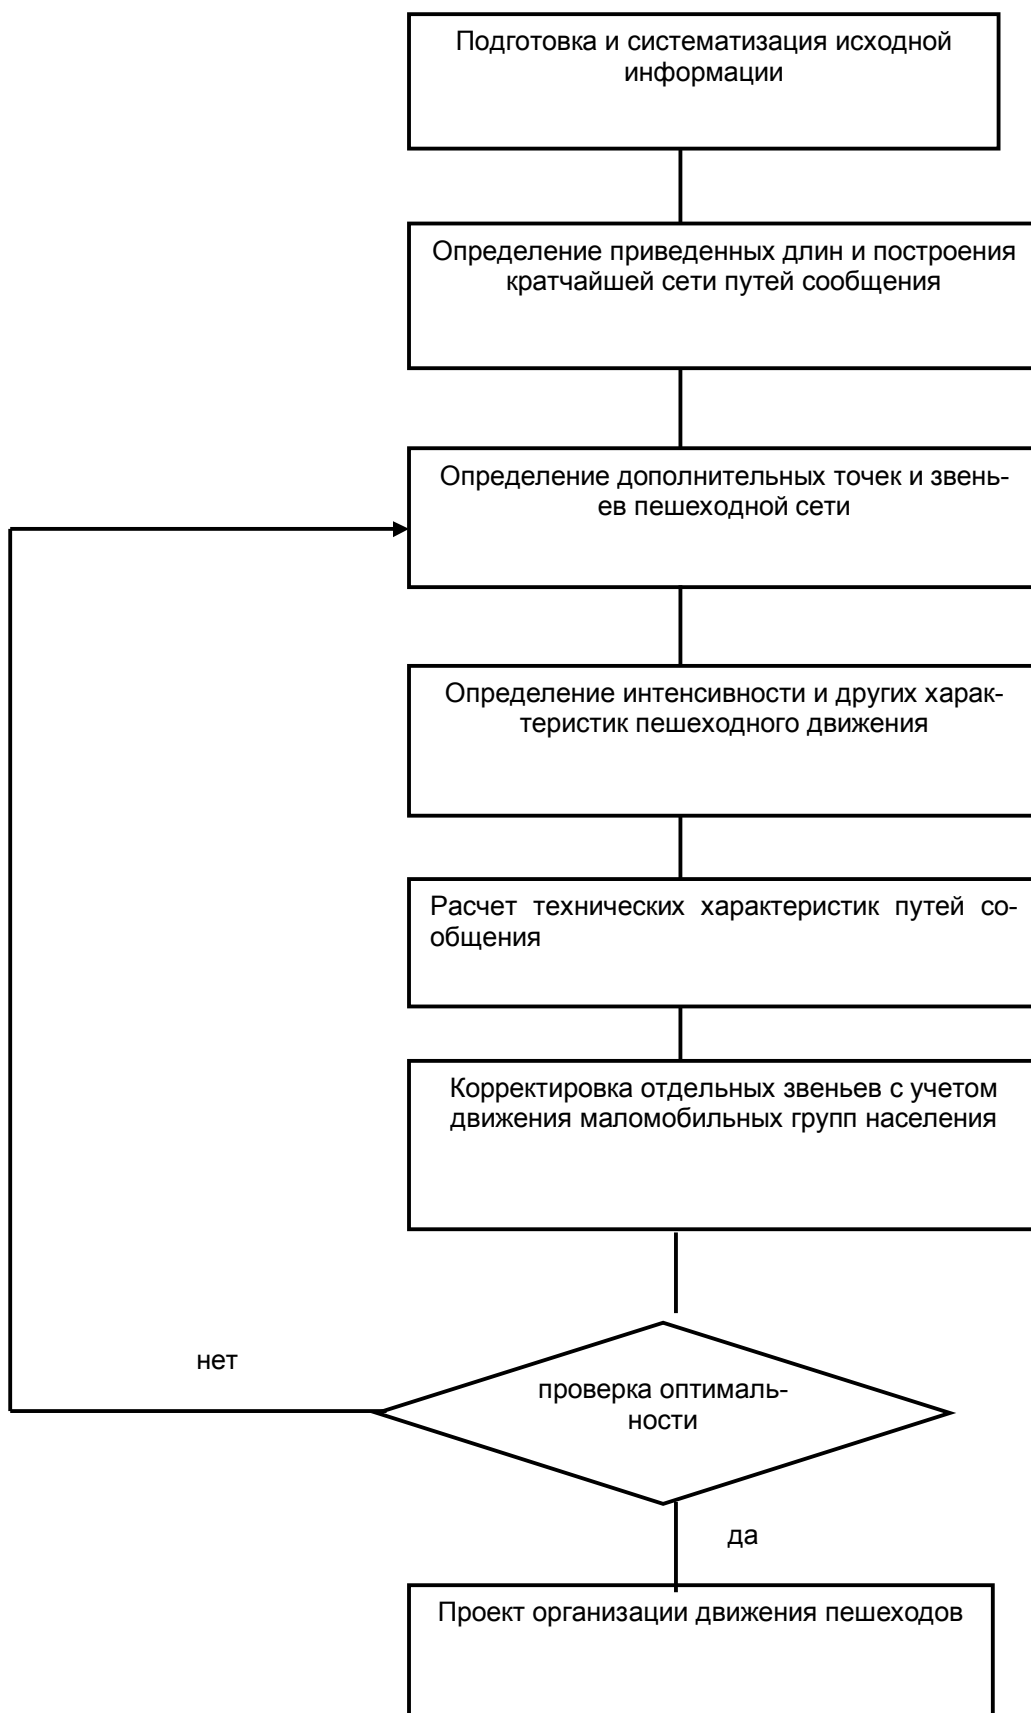 Подготовка и систематизация исходной
информации
Определение приведенных длин и построения
кратчайшей сети путей сообщения
Определение дополнительных точек и звень-
ев пешеходной сети
Определение интенсивности и других харак-
теристик пешеходного движения
Расчет технических характеристик путей со-
общения
Корректировка отдельных звеньев с учетом
движения маломобильных групп населения
нет
проверка оптималь-
ности
да
Проект организации движения пешеходов